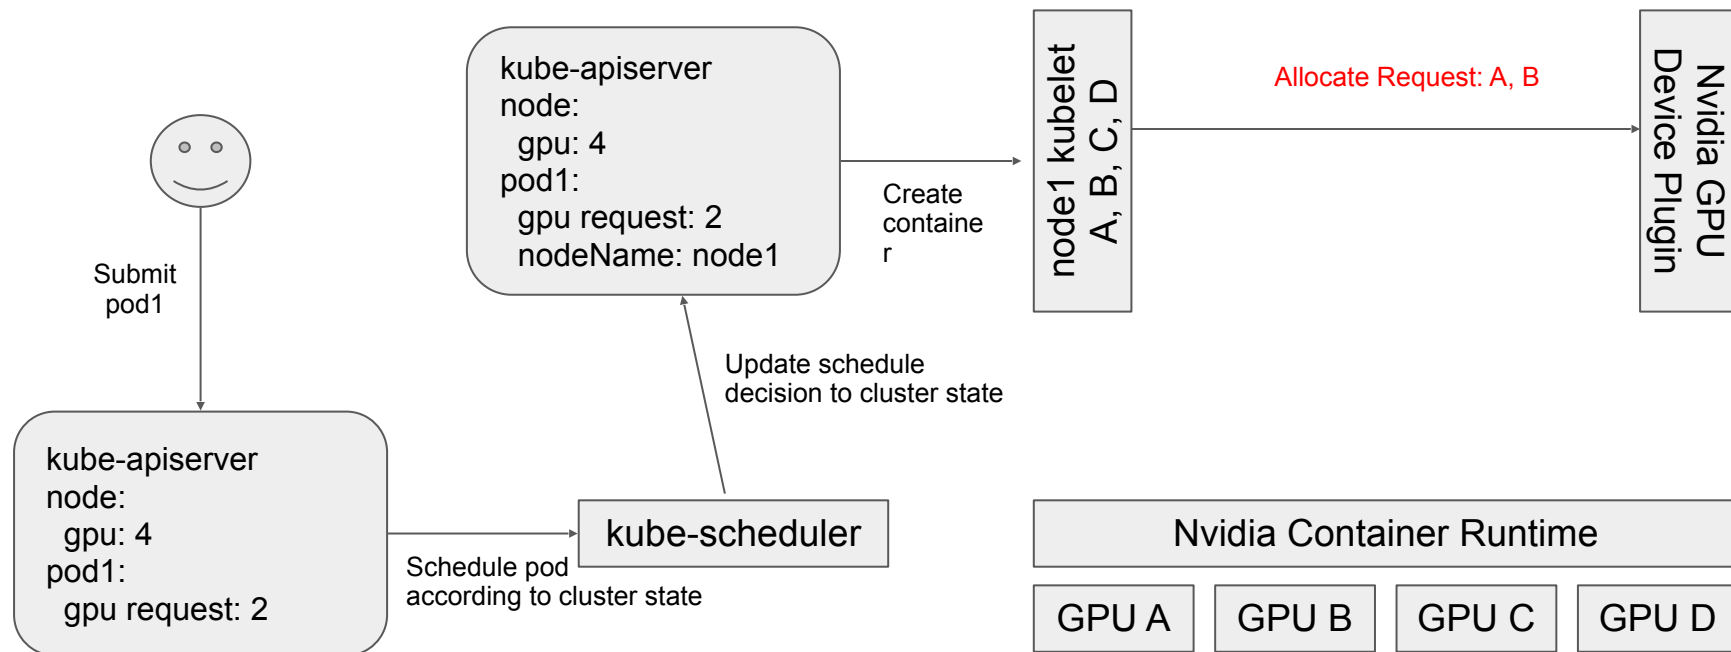 Submit
pod1
kube-apiserver
node:
gpu: 4
pod1:
gpu request: 2
Schedule pod
according to cluster state
kube-scheduler
Update schedule
decision to cluster state
kube-apiserver
node:
gpu: 4
pod1:
gpu request: 2
nodeName: node1
Create
containe
r
node1 kubelet
A, B, C, D
Allocate Request: A, B
Nvidia GPU
Device Plugin
Nvidia Container Runtime
GPU A
GPU B
GPU C
GPU D